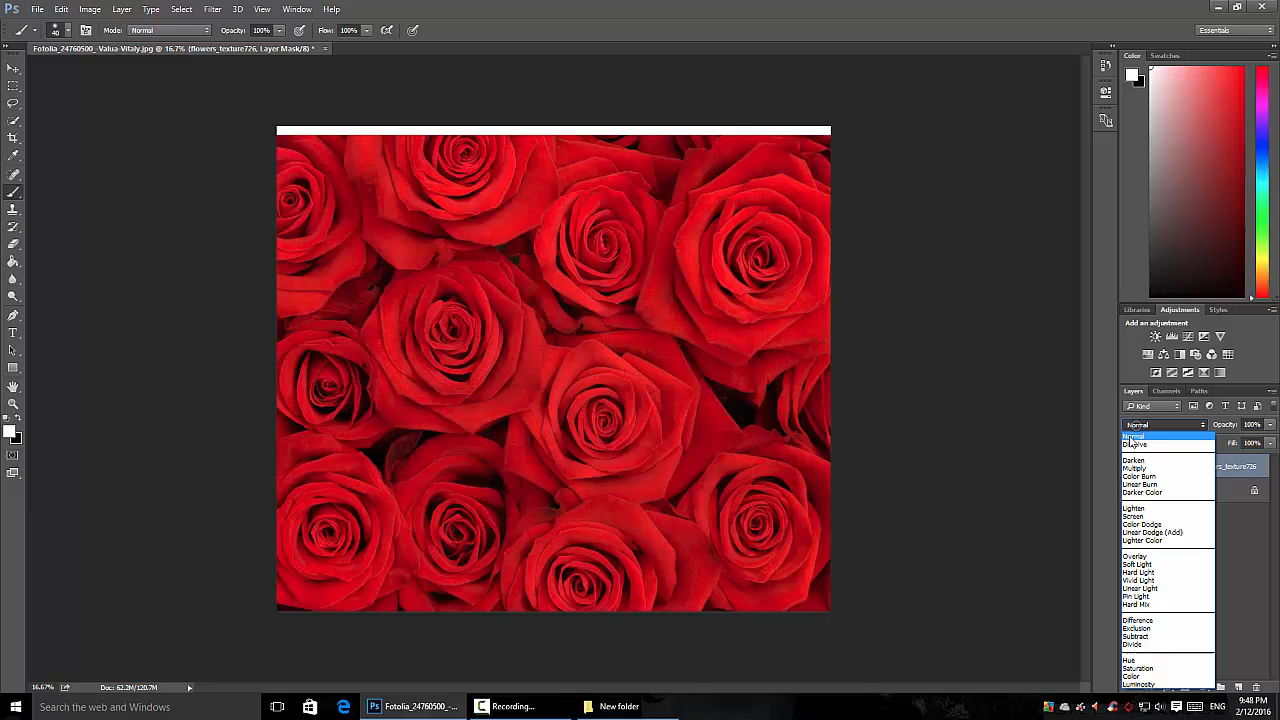 Ps File Edit Image Layer Type Select Filter 3D View Window Help
40 Mode: Normal Opacity: 100% Flow: 100% Essentials
Fotolia_24760500_-Valua-Vitaly.jpg @ 16.7% (flowers_texture726, Layer Mask/8) * ×
Color Swatches
Libraries Adjustments Styles
Add an adjustment
Layers Channels Paths
Kind
Normal Opacity: 100%
Normal
Dissolve Fill: 100%
Darken
Multiply rs_texture726
Color Burn
Linear Burn
Darker Color
Lighten
Screen
Color Dodge
Linear Dodge (Add)
Lighter Color
Overlay
Soft Light
Hard Light
Vivid Light
Linear Light
Pin Light
Hard Mix
Difference
Exclusion
Subtract
Divide
Hue
Saturation
Color
Luminosity
16.67% Doc: 62.2M/120.7M
Search the web and Windows Fotolia_24760500_-... Recording... New folder 9:48 PM
2/12/2016